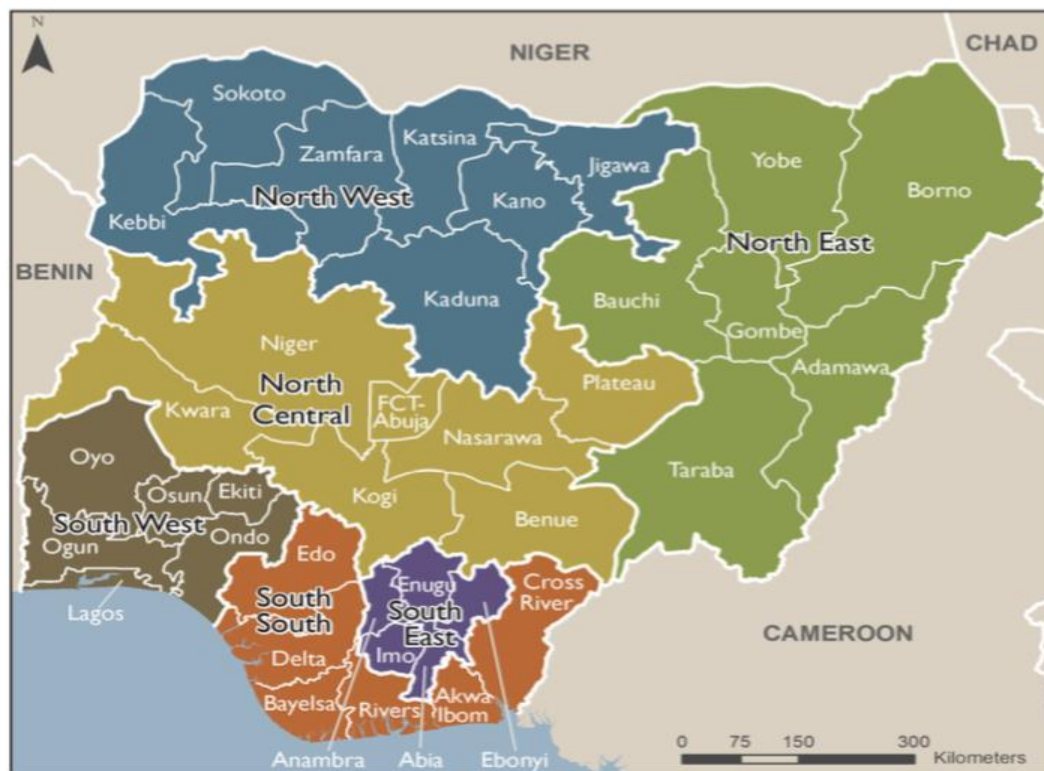 N
NIGER
CHAD
Sokoto
Katsina
Zamfara
Jigawa
Yobe
Borno
North West
Kano
Kebbi
North East
BENIN
Kaduna
Bauchi
Gombe
Niger
Adamawa
Plateau
North
Central
FCT-
Abuja
Kwara
Nasarawa
Oyo
Taraba
Osun
Ekiti
Kogi
South West
Benue
Ogun
Ondo
Edo
Cross
River
Enugu
South
South
South
East
Lagos
CAMEROON
Imo
Delta
Bayelsa
Rivers
Akwa
Ibom
Anambra
Abia
Ebonyi
0 75 150 300
Kilometers